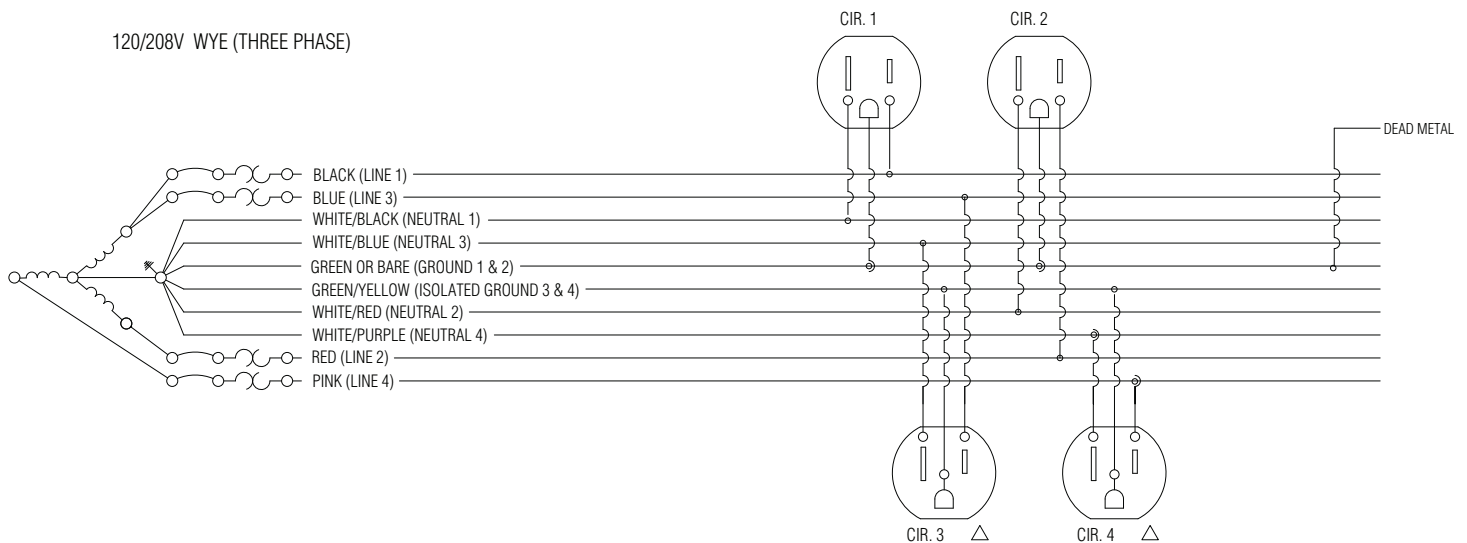 120/208V WYE (THREE PHASE)
CIR. 1
CIR. 2
DEAD METAL
BLACK (LINE 1)
BLUE (LINE 3)
WHITE/BLACK (NEUTRAL 1)
WHITE/BLUE (NEUTRAL 3)
GREEN OR BARE (GROUND 1 & 2)
GREEN/YELLOW (ISOLATED GROUND 3 & 4)
WHITE/RED (NEUTRAL 2)
WHITE/PURPLE (NEUTRAL 4)
RED (LINE 2)
PINK (LINE 4)
CIR. 3
CIR. 4